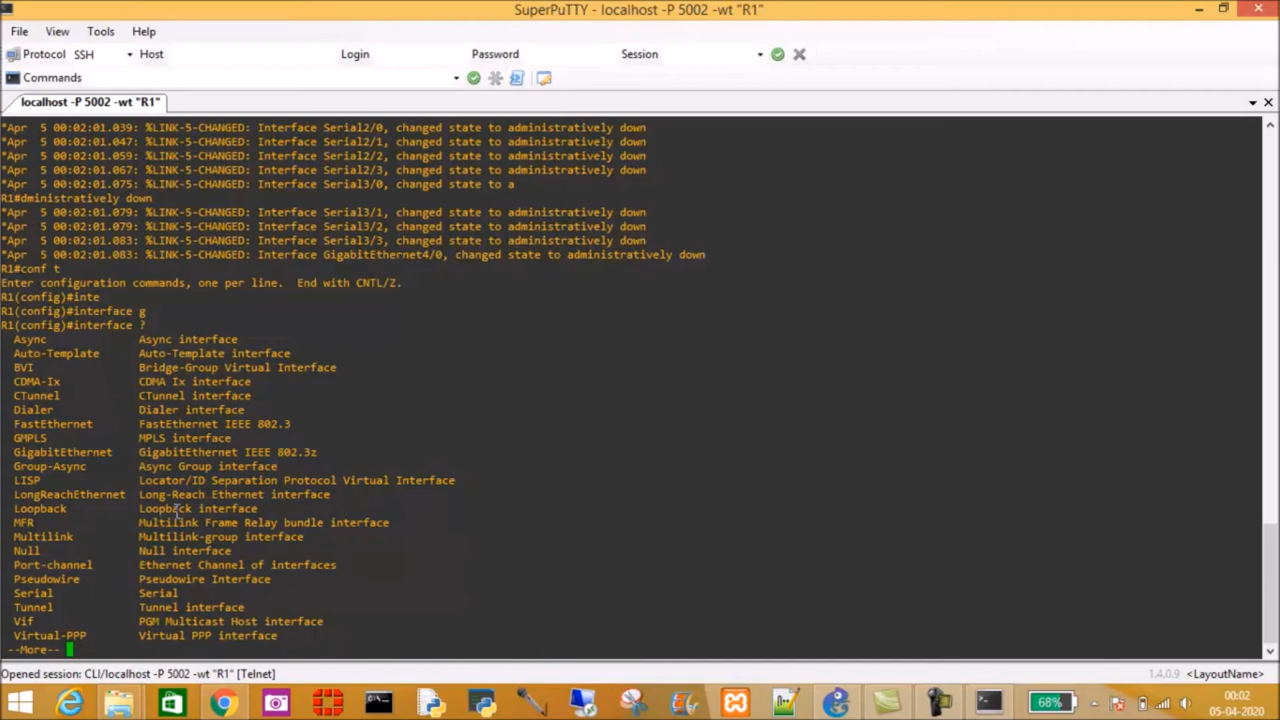 SuperPuTTY - localhost -P 5002 -wt "R1"
File View Tools Help
Protocol SSH Host Login Password Session
Commands
localhost -P 5002 -wt "R1"
*Apr  5 00:02:01.039: %LINK-5-CHANGED: Interface Serial2/0, changed state to administratively down
*Apr  5 00:02:01.047: %LINK-5-CHANGED: Interface Serial2/1, changed state to administratively down
*Apr  5 00:02:01.059: %LINK-5-CHANGED: Interface Serial2/2, changed state to administratively down
*Apr  5 00:02:01.067: %LINK-5-CHANGED: Interface Serial2/3, changed state to administratively down
*Apr  5 00:02:01.075: %LINK-5-CHANGED: Interface Serial3/0, changed state to a
R1#dministratively down
*Apr  5 00:02:01.079: %LINK-5-CHANGED: Interface Serial3/1, changed state to administratively down
*Apr  5 00:02:01.079: %LINK-5-CHANGED: Interface Serial3/2, changed state to administratively down
*Apr  5 00:02:01.083: %LINK-5-CHANGED: Interface Serial3/3, changed state to administratively down
*Apr  5 00:02:01.083: %LINK-5-CHANGED: Interface GigabitEthernet4/0, changed state to administratively down
R1#conf t
Enter configuration commands, one per line.  End with CNTL/Z.
R1(config)#inte
R1(config)#interface g
R1(config)#interface ?
Async Async interface
Auto-Template Auto-Template interface
BVI Bridge-Group Virtual Interface
CDMA-Ix CDMA Ix interface
CTunnel CTunnel interface
Dialer Dialer interface
FastEthernet FastEthernet IEEE 802.3
GMPLS MPLS interface
GigabitEthernet GigabitEthernet IEEE 802.3z
Group-Async Async Group interface
LISP Locator/ID Separation Protocol Virtual Interface
LongReachEthernet Long-Reach Ethernet interface
Loopback Loopback interface
MFR Multilink Frame Relay bundle interface
Multilink Multilink-group interface
Null Null interface
Port-channel Ethernet Channel of interfaces
Pseudowire Pseudowire Interface
Serial Serial
Tunnel Tunnel interface
Vif PGM Multicast Host interface
Virtual-PPP Virtual PPP interface
--More--
Opened session: CLI/localhost -P 5002 -wt "R1" [Telnet] 1.4.0.9 <LayoutName>
68% 00:02
05-04-2020